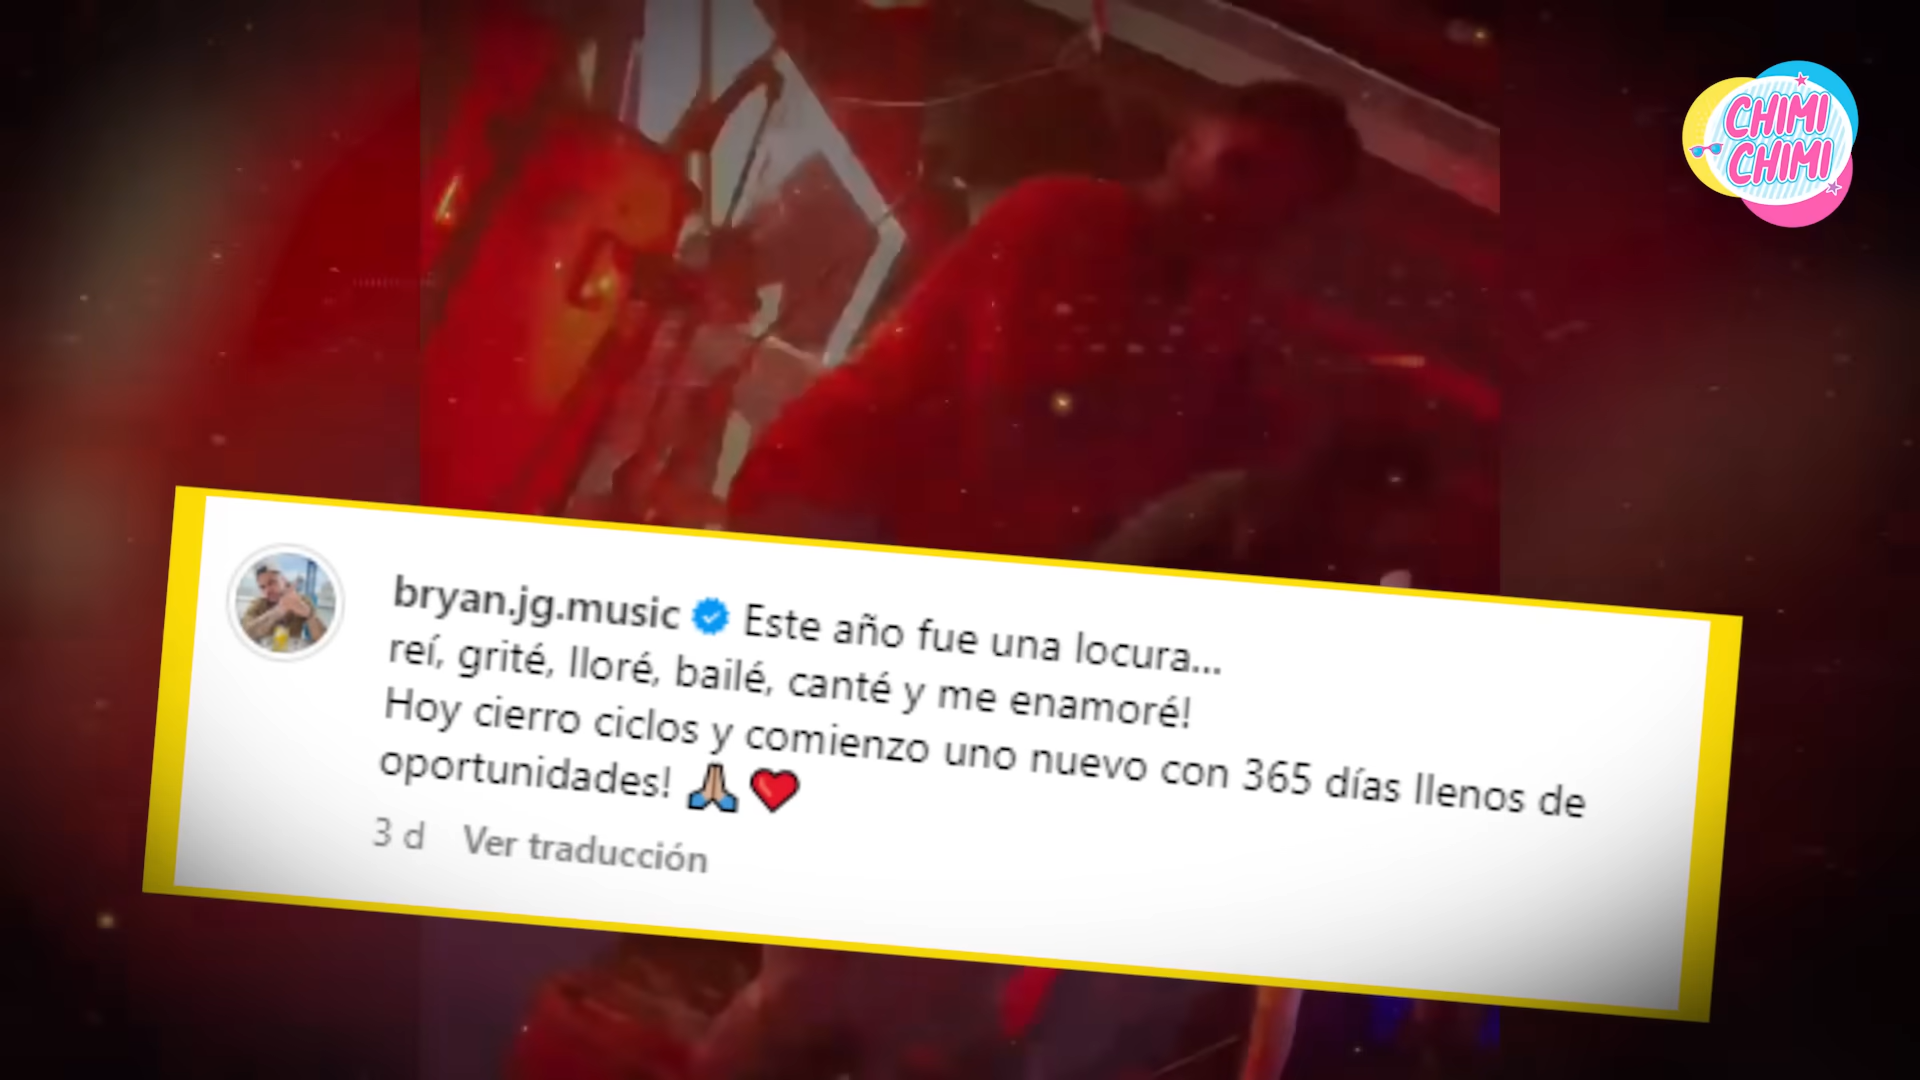 CHIMI
CHIMI
bryan.jg.music Este año fue una locura...
reí, grité, lloré, bailé, canté y me enamoré!
Hoy cierro ciclos y comienzo uno nuevo con 365 días llenos de
oportunidades! 🙏🏼❤️
3 d Ver traducción